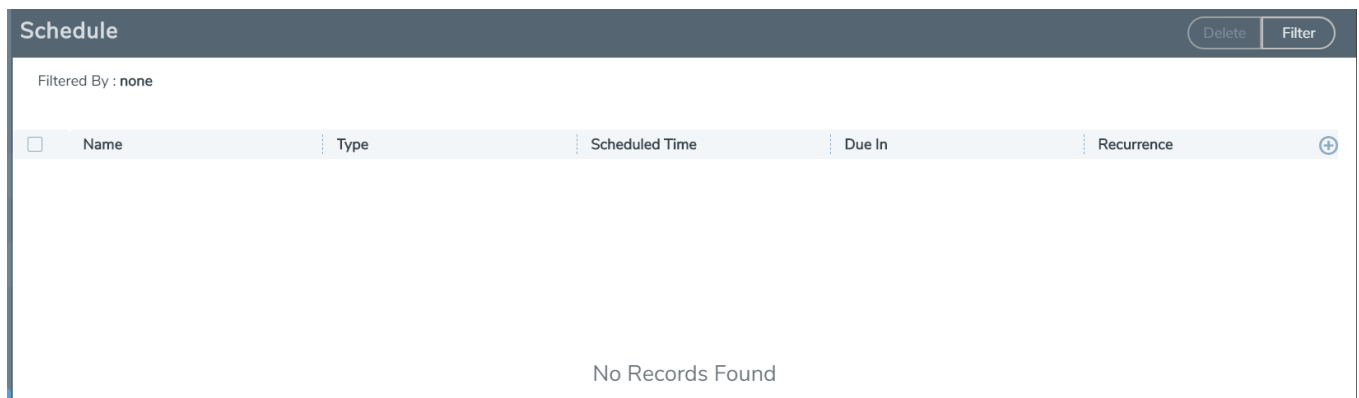 Schedule
Delete Filter
Filtered By : none
Name Type Scheduled Time Due In Recurrence
No Records Found